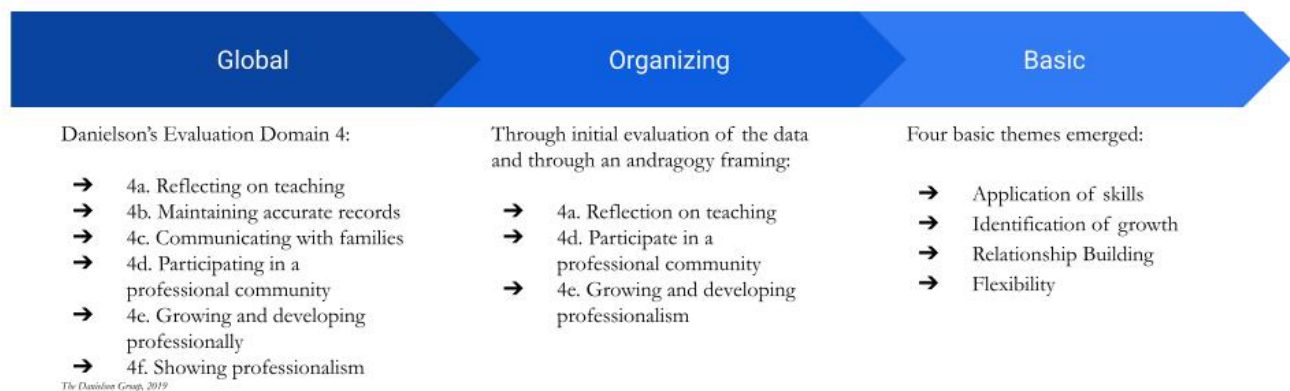 Global
Organizing
Basic
Danielson's Evaluation Domain 4:
➔ 4a. Reflecting on teaching
➔ 4b. Maintaining accurate records
➔ 4c. Communicating with families
➔ 4d. Participating in a
professional community
➔ 4e. Growing and developing
professionally
➔ 4f. Showing professionalism
The Danielson Group, 2019
Through initial evaluation of the data
and through an andragogy framing:
➔ 4a. Reflection on teaching
➔ 4d. Participate in a
professional community
➔ 4e. Growing and developing
professionalism
Four basic themes emerged:
➔ Application of skills
➔ Identification of growth
➔ Relationship Building
➔ Flexibility